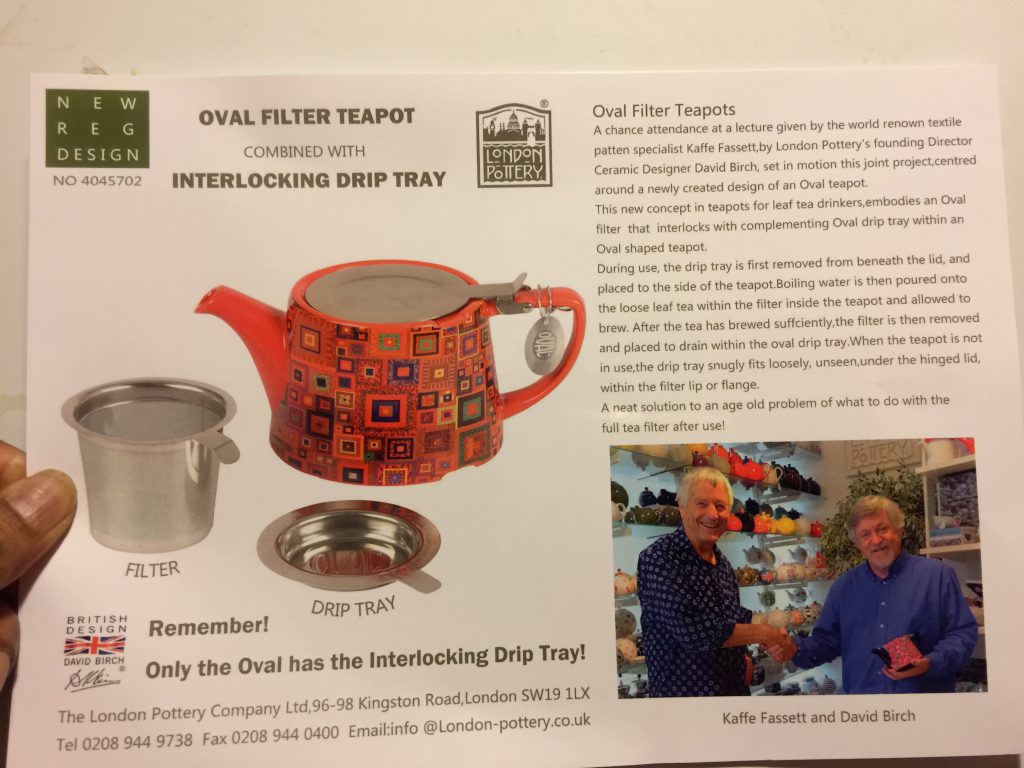 NEW
REG
DESIGN
NO 4045702
OVAL FILTER TEAPOT
COMBINED WITH
INTERLOCKING DRIP TRAY
®
LONDON
POTTERY
OVAL
FILTER
DRIP TRAY
BRITISH
DESIGN
DAVID BIRCH
©
Remember!
Only the Oval has the Interlocking Drip Tray!
The London Pottery Company Ltd,96-98 Kingston Road,London SW19 1LX
Tel 0208 944 9738 Fax 0208 944 0400 Email:info @London-pottery.co.uk
Oval Filter Teapots
A chance attendance at a lecture given by the world renown textile
patten specialist Kaffe Fassett,by London Pottery's founding Director
Ceramic Designer David Birch, set in motion this joint project,centred
around a newly created design of an Oval teapot.
This new concept in teapots for leaf tea drinkers,embodies an Oval
filter that interlocks with complementing Oval drip tray within an
Oval shaped teapot.
During use, the drip tray is first removed from beneath the lid, and
placed to the side of the teapot.Boiling water is then poured onto
the loose leaf tea within the filter inside the teapot and allowed to
brew. After the tea has brewed suffciently,the filter is then removed
and placed to drain within the oval drip tray.When the teapot is not
in use,the drip tray snugly fits loosely, unseen,under the hinged lid,
within the filter lip or flange.
A neat solution to an age old problem of what to do with the
full tea filter after use!
POTTERY
Kaffe Fassett and David Birch